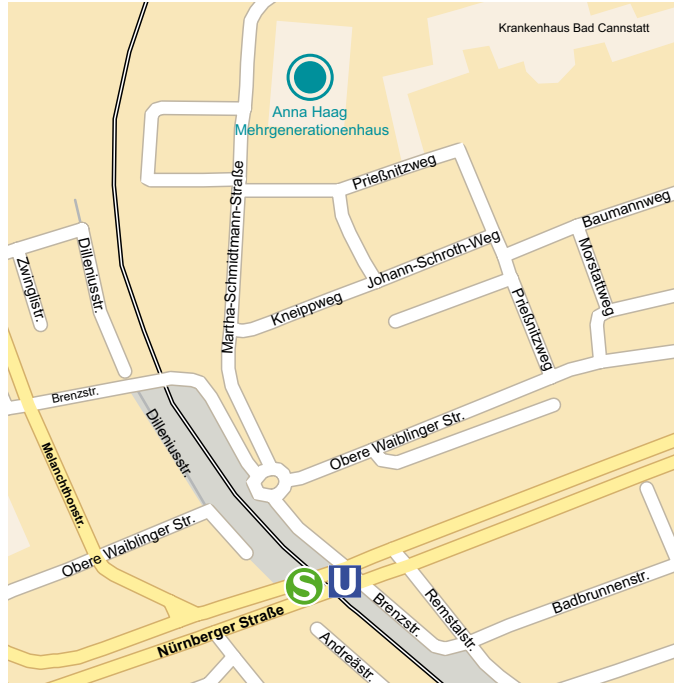 Krankenhaus Bad Cannstatt
Anna Haag
Mehrgenerationenhaus
Prießnitzweg
Martha-Schmidtmann-Straße
Baumannweg
Johann-Schroth-Weg
Kneippweg
Morstattweg
Prießnitzweg
Zwinglistr.
Dilleniusstr.
Brenzstr.
Dilleniusstr.
Melanchthonstr.
Obere Waiblinger Str.
Obere Waiblinger Str.
S
U
Nürnberger Straße
Brenzstr.
Remstalstr.
Badbrunnenstr.
Andreästr.